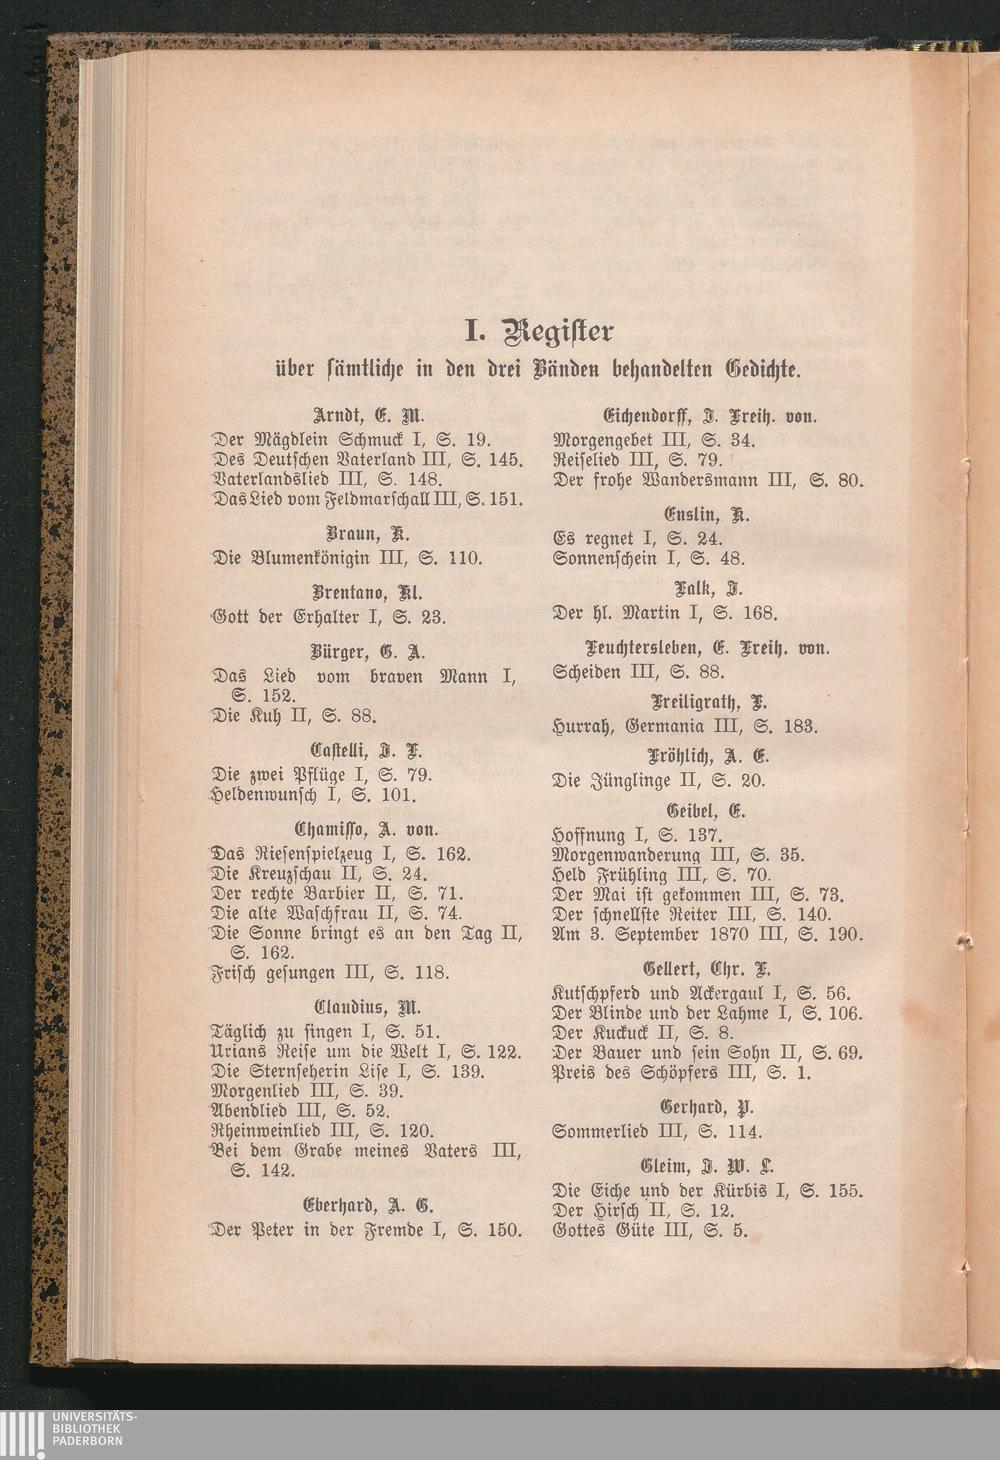 I. Register
über sämtliche in den drei Bänden behandelten Gedichte.
Arndt, E. M.
Der Mägdlein Schmuck I, S. 19.
Des Deutschen Vaterland III, S. 145.
Vaterlandslied III, S. 148.
Das Lied vom Feldmarschall III, S. 151.
Braun, K.
Die Blumenkönigin III, S. 110.
Brentano, Kl.
Gott der Erhalter I, S. 23.
Bürger, G. A.
Das Lied vom braven Mann I,
S. 152.
Die Kuh II, S. 88.
Castelli, J. F.
Die zwei Pflüge I, S. 79.
Heldenwunsch I, S. 101.
Chamisso, A. von.
Das Riesenspielzeug I, S. 162.
Die Kreuzschau II, S. 24.
Der rechte Barbier II, S. 71.
Die alte Waschfrau II, S. 74.
Die Sonne bringt es an den Tag II,
S. 162.
Frisch gesungen III, S. 118.
Claudius, M.
Täglich zu singen I, S. 51.
Urians Reise um die Welt I, S. 122.
Die Sternseherin Lise I, S. 139.
Morgenlied III, S. 39.
Abendlied III, S. 52.
Rheinweinlied III, S. 120.
Bei dem Grabe meines Vaters III,
S. 142.
Eberhard, A. G.
Der Peter in der Fremde I, S. 150.
Eichendorff, J. Freih. von.
Morgengebet III, S. 34.
Reiselied III, S. 79.
Der frohe Wandersmann III, S. 80.
Enslin, K.
Es regnet I, S. 24.
Sonnenschein I, S. 48.
Falk, J.
Der hl. Martin I, S. 168.
Feuchtersleben, E. Freih. von.
Scheiden III, S. 88.
Freiligrath, F.
Hurrah, Germania III, S. 183.
Fröhlich, A. E.
Die Jünglinge II, S. 20.
Geibel, E.
Hoffnung I, S. 137.
Morgenwanderung III, S. 35.
Held Frühling III, S. 70.
Der Mai ist gekommen III, S. 73.
Der schnellste Reiter III, S. 140.
Am 3. September 1870 III, S. 190.
Gellert, Chr. F.
Kutschpferd und Ackergaul I, S. 56.
Der Blinde und der Lahme I, S. 106.
Der Kuckuck II, S. 8.
Der Bauer und sein Sohn II, S. 69.
Preis des Schöpfers III, S. 1.
Gerhard, P.
Sommerlied III, S. 114.
Gleim, J. W. L.
Die Eiche und der Kürbis I, S. 155.
Der Hirsch II, S. 12.
Gottes Güte III, S. 5.
UNIVERSITÄTS-
BIBLIOTHEK
PADERBORN